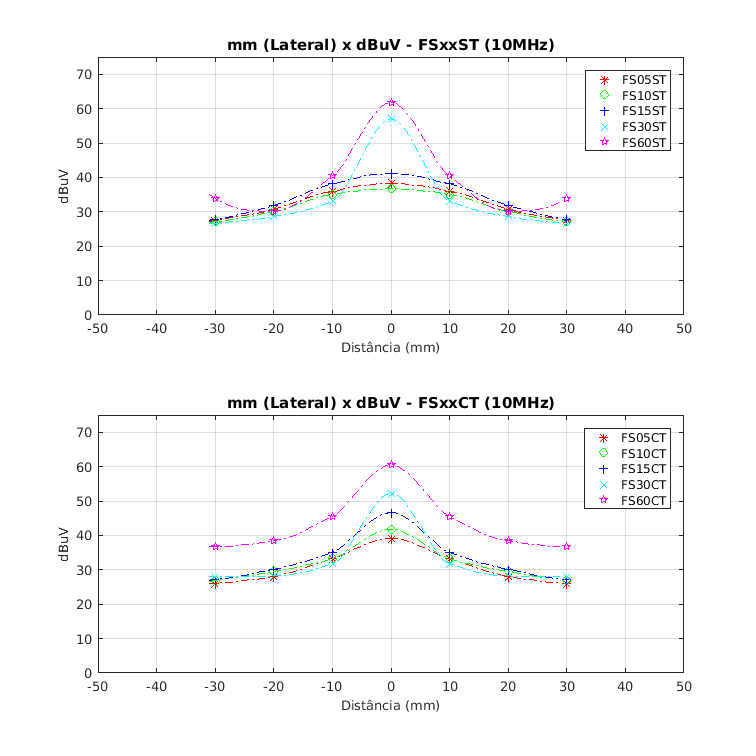 mm (Lateral) x dBuV - FSxxST (10MHz)
70
60
50
40
30
20
10
0
dBuV
FS05ST
FS10ST
FS15ST
FS30ST
FS60ST
-50 -40 -30 -20 -10 0 10 20 30 40 50
Distância (mm)
mm (Lateral) x dBuV - FSxxCT (10MHz)
70
60
50
40
30
20
10
0
dBuV
FS05CT
FS10CT
FS15CT
FS30CT
FS60CT
-50 -40 -30 -20 -10 0 10 20 30 40 50
Distância (mm)